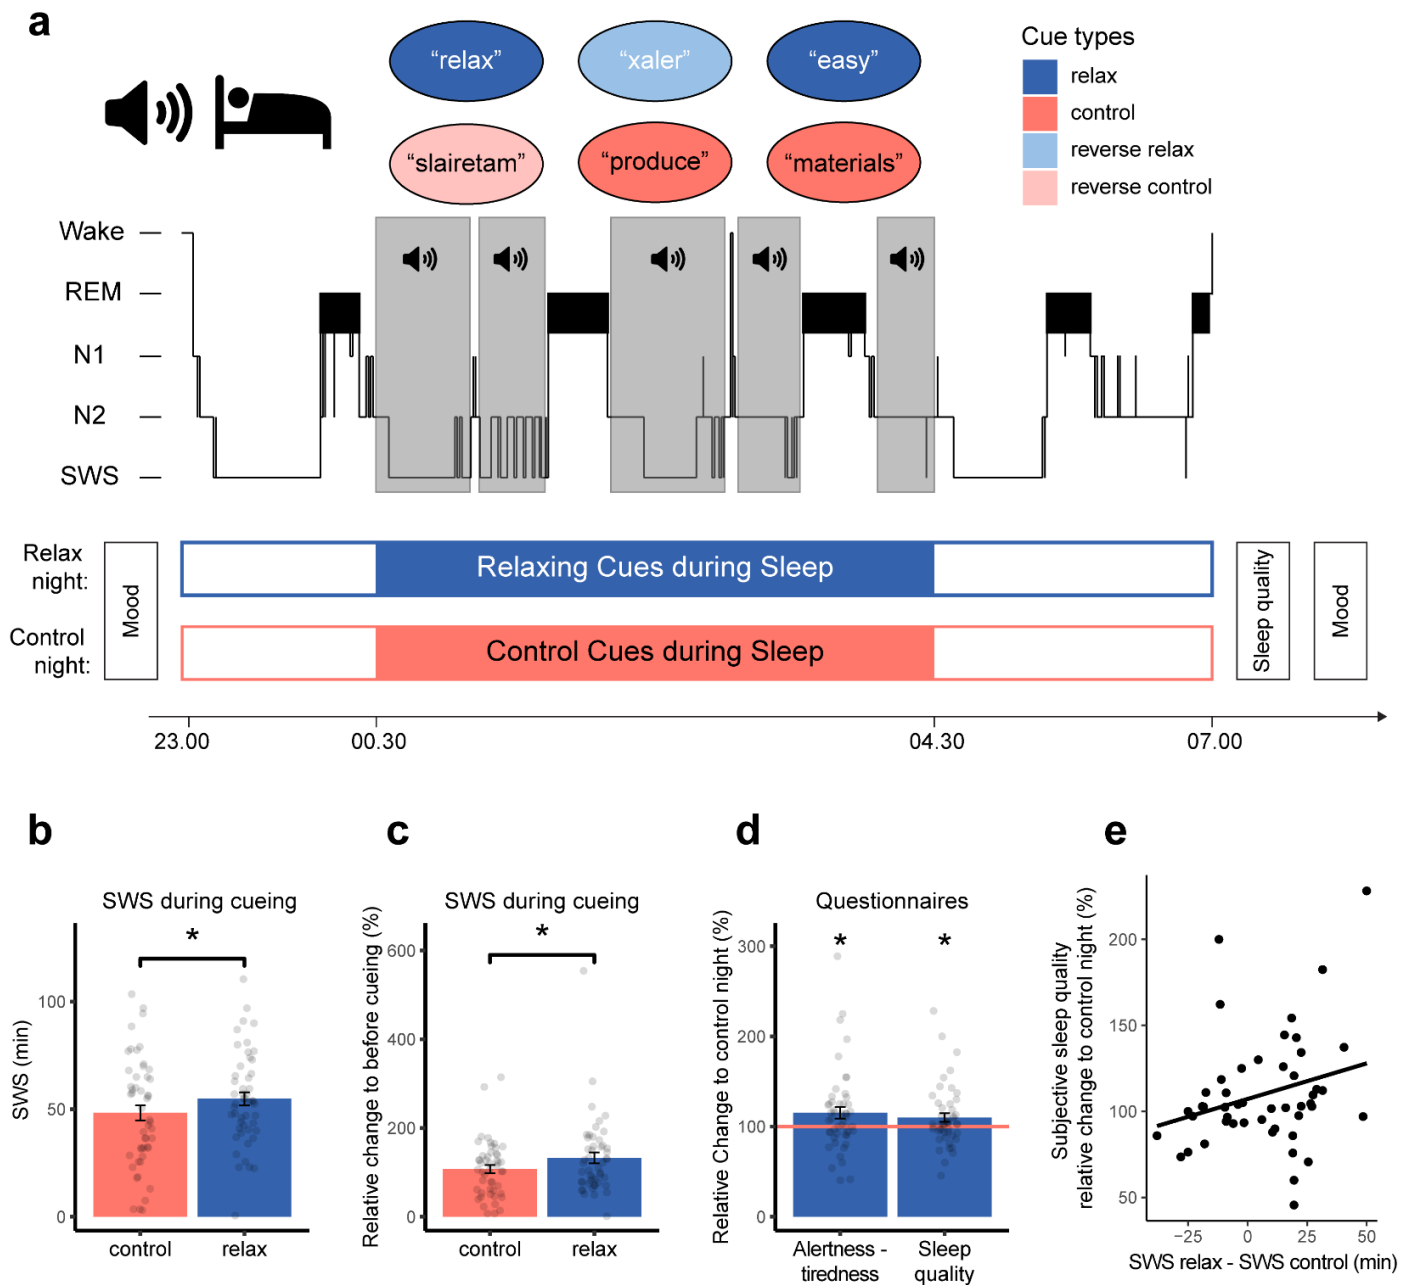 a
“relax”
“xaler”
“easy”
“slairetam”
“produce”
“materials”
Cue types
relax
control
reverse relax
reverse control
Wake
REM
N1
N2
SWS
Relax
night:
Control
night:
Mood
Relaxing Cues during Sleep
Control Cues during Sleep
Sleep quality
Mood
23.00
00.30
04.30
07.00
b
SWS during cueing
*
SWS (min)
100
50
0
control
relax
c
SWS during cueing
*
Relative change to before cueing (%)
600
400
200
0
control
relax
d
Questionnaires
*
*
Relative Change to control night (%)
300
200
100
0
Alertness -
tiredness
Sleep
quality
e
Subjective sleep quality
relative change to control night (%)
200
150
100
50
−25
0
25
50
SWS relax - SWS control (min)